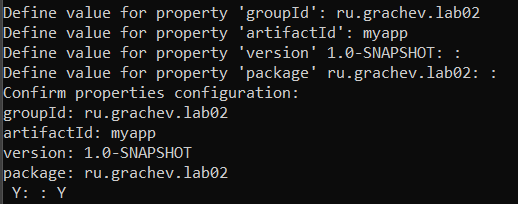 Define value for property 'groupId': ru.grachev.lab02
Define value for property 'artifactId': myapp
Define value for property 'version' 1.0-SNAPSHOT: :
Define value for property 'package' ru.grachev.lab02: :
Confirm properties configuration:
groupId: ru.grachev.lab02
artifactId: myapp
version: 1.0-SNAPSHOT
package: ru.grachev.lab02
 Y: : Y